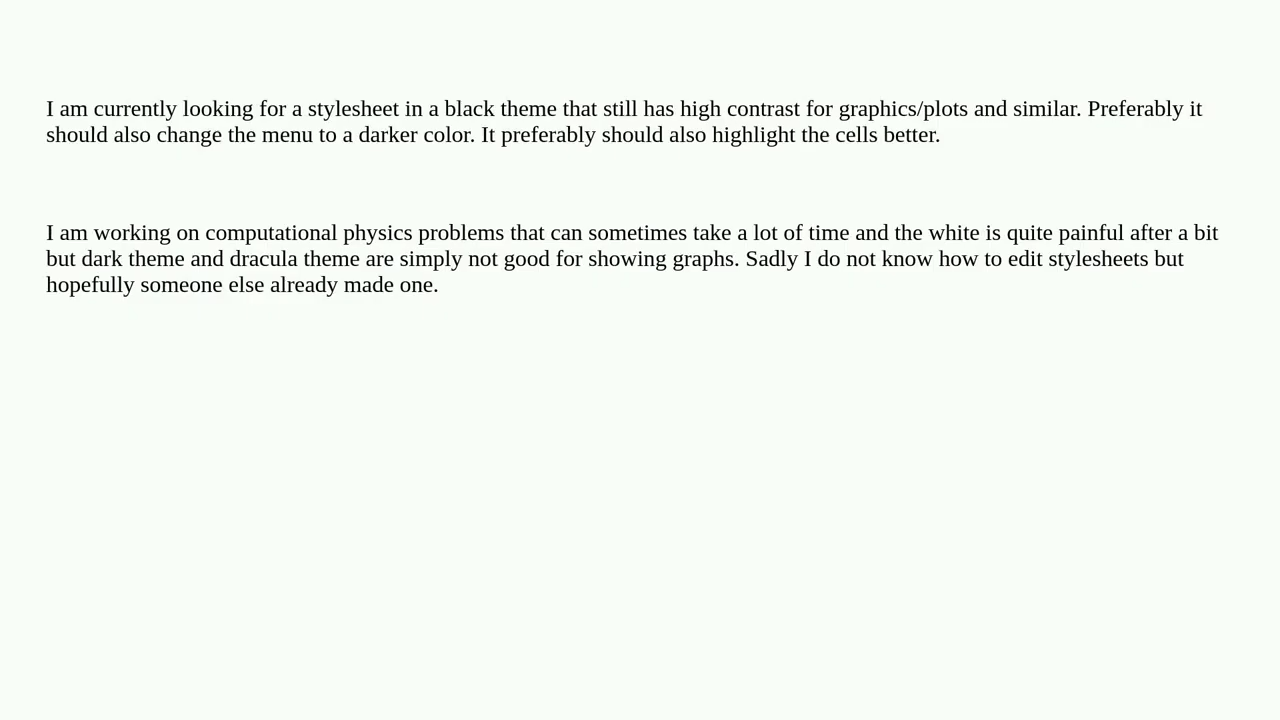 I am currently looking for a stylesheet in a black theme that still has high contrast for graphics/plots and similar. Preferably it
should also change the menu to a darker color. It preferably should also highlight the cells better.
I am working on computational physics problems that can sometimes take a lot of time and the white is quite painful after a bit
but dark theme and dracula theme are simply not good for showing graphs. Sadly I do not know how to edit stylesheets but
hopefully someone else already made one.